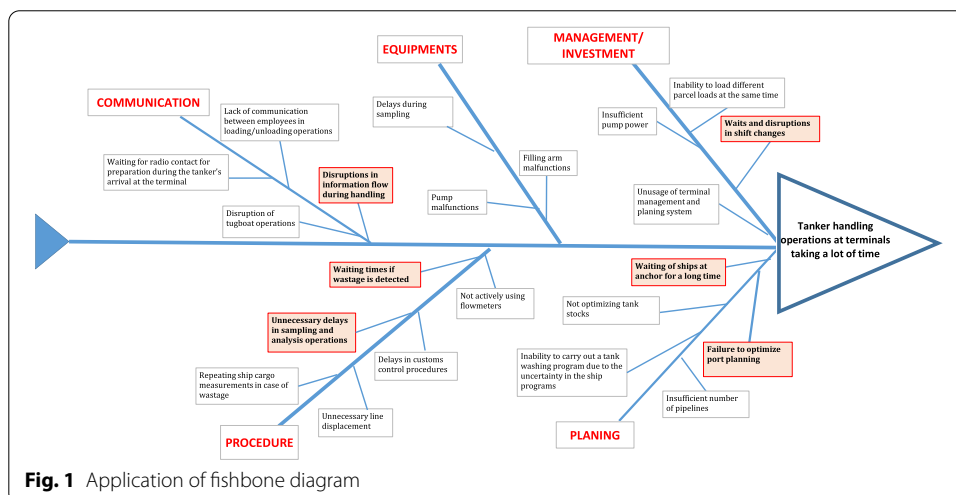 MANAGEMENT/
INVESTMENT
EQUIPMENTS
COMMUNICATION
Inability to load different
parcel loads at the same time
Delays during
sampling
Lack of communication
between employees in
loading/unloading operations
Insufficient
pump power
Waits and disruptions
in shift changes
Waiting for radio contact for
preparation during the tanker's
arrival at the terminal
Disruptions in
information flow
during handling
Filling arm
malfunctions
Pump
malfunctions
Unusage of terminal
management and
planing system
Disruption of
tugboat operations
Tanker handling
operations at terminals
taking a lot of time
Waiting times if
wastage is detected
Waiting of ships at
anchor for a long time
Not actively using
flowmeters
Not optimizing tank
stocks
Unnecessary delays
in sampling and
analysis operations
Delays in customs
control procedures
Inability to carry out a tank
washing program due to the
uncertainty in the ship
programs
Failure to optimize
port planning
Repeating ship cargo
measurements in case of
wastage
Insufficient number
of pipelines
Unnecessary line
displacement
PROCEDURE
PLANING
Fig. 1 Application of fishbone diagram